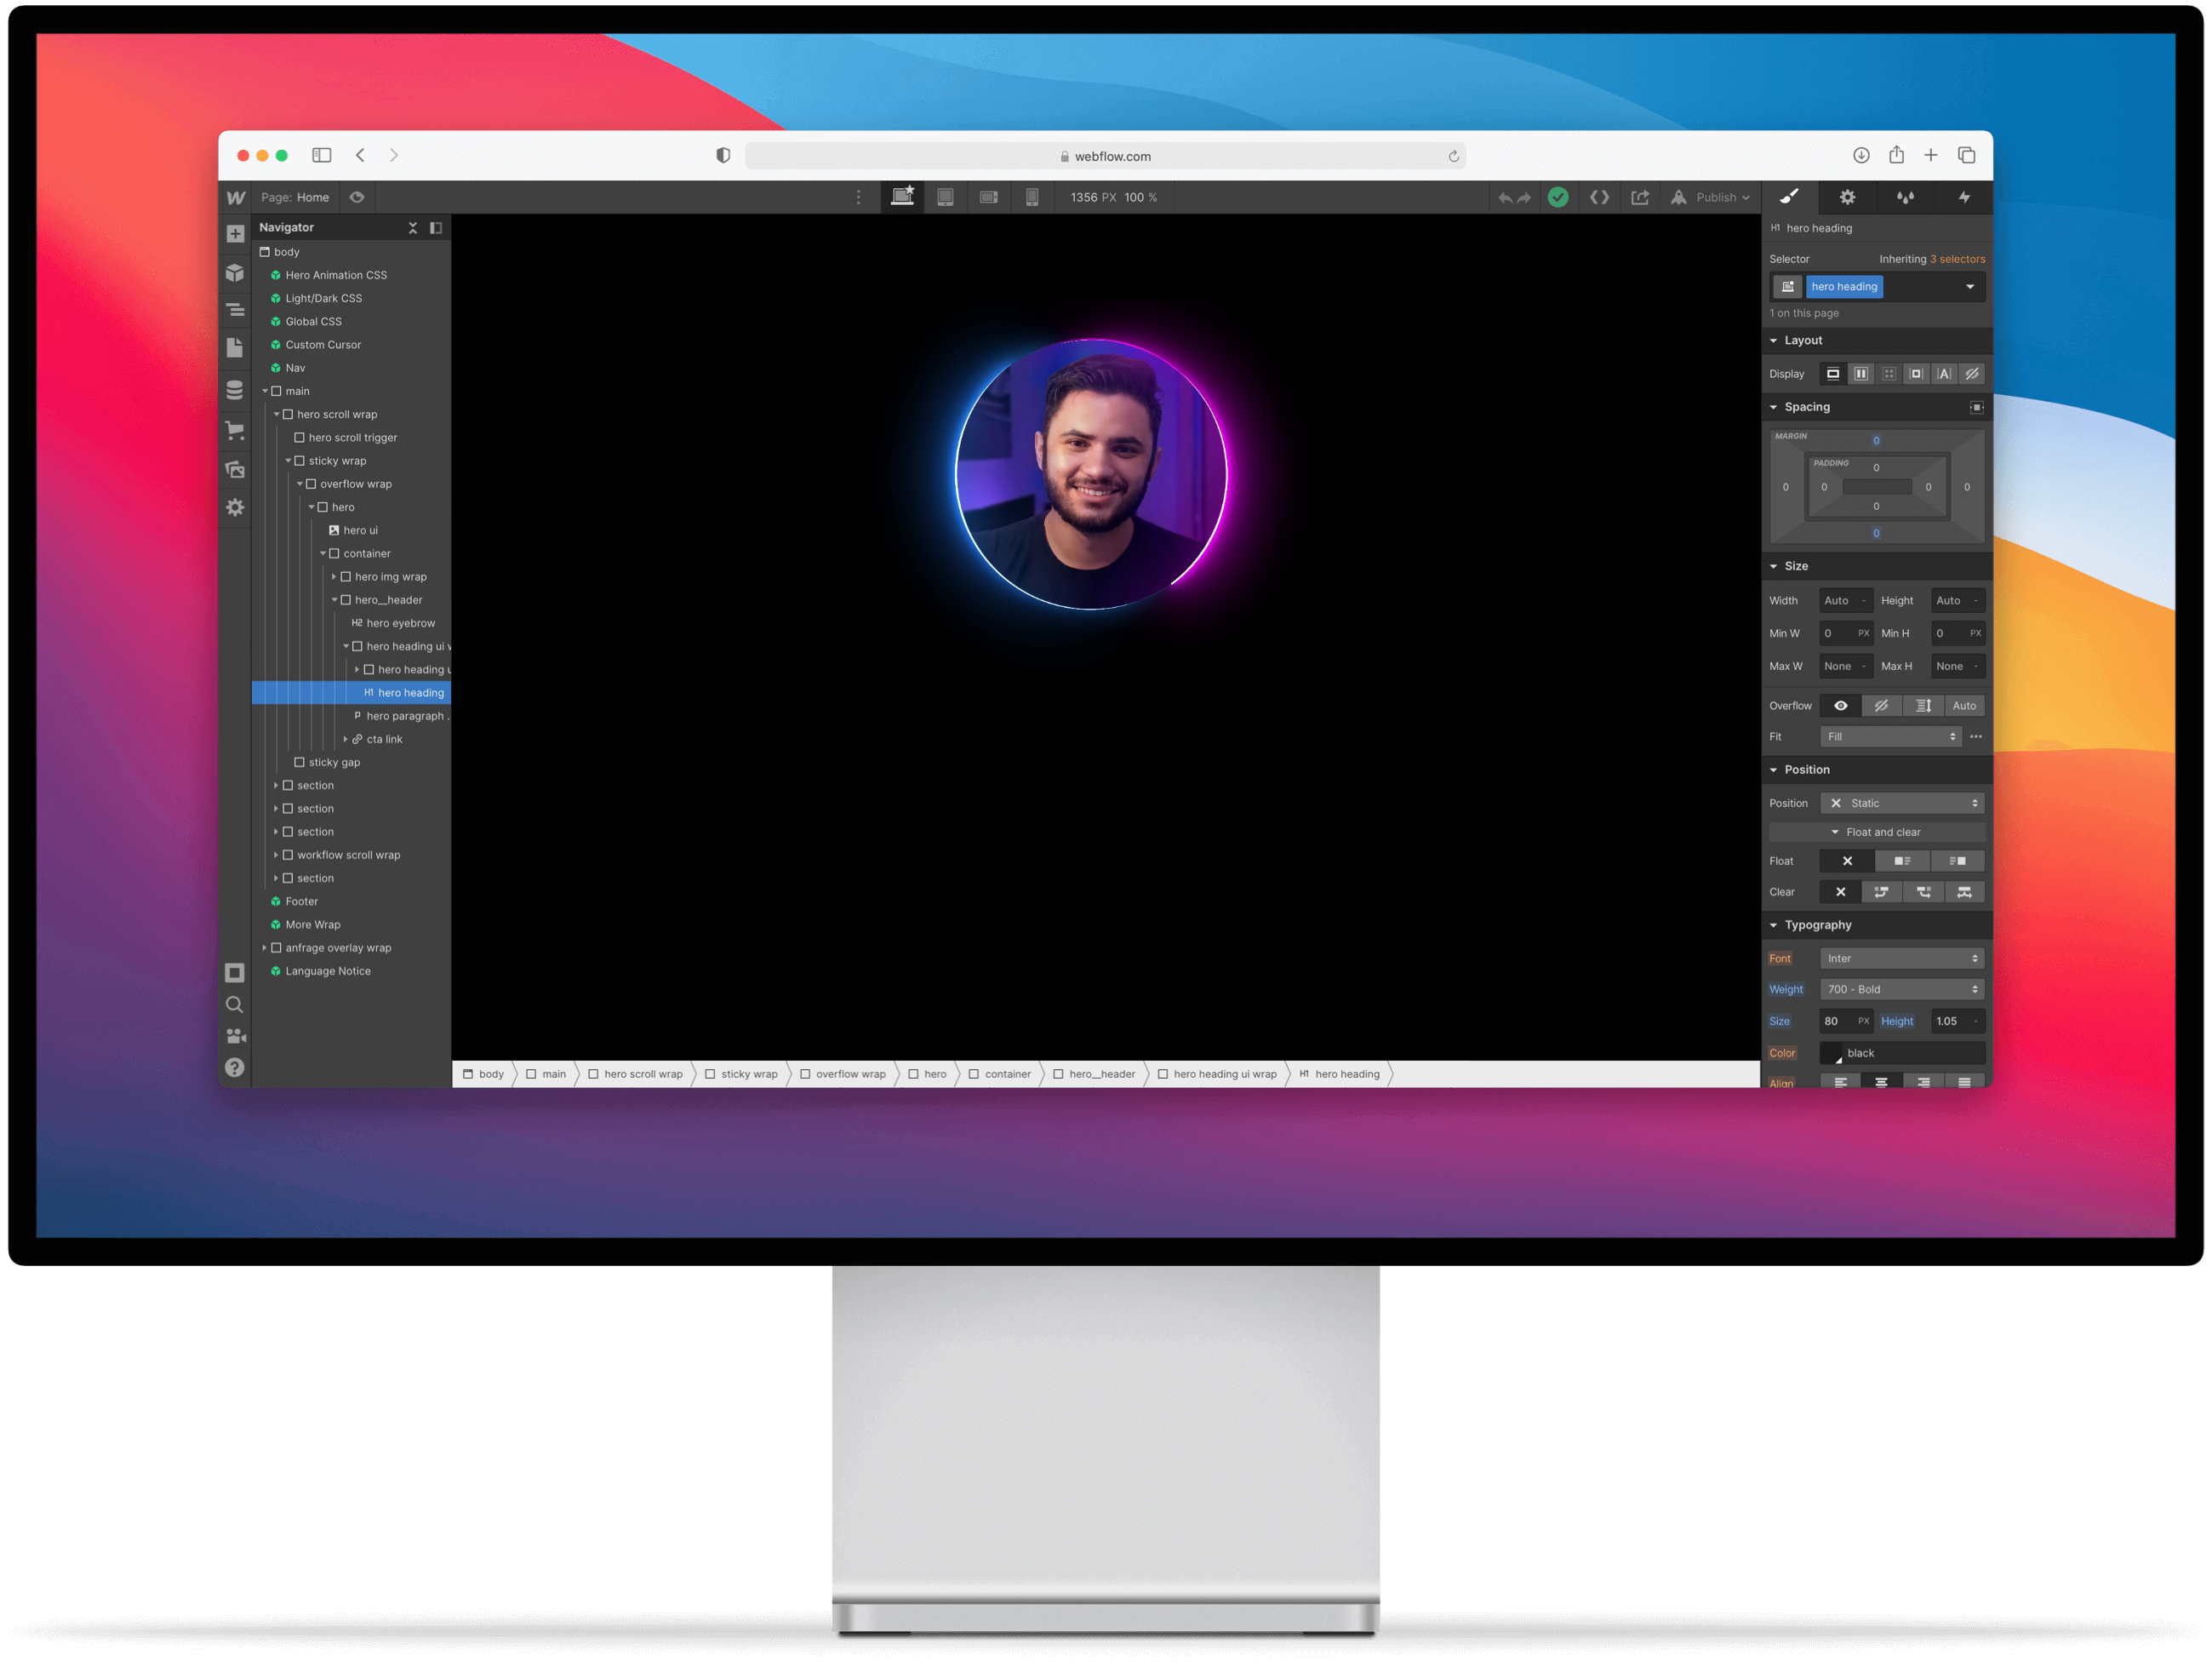 webflow.com
Page: Home
1356 PX 100 %
Publish
Navigator
body
Hero Animation CSS
Light/Dark CSS
Global CSS
Custom Cursor
Nav
main
hero scroll wrap
hero scroll trigger
sticky wrap
overflow wrap
hero
hero ui
container
hero img wrap
hero__header
H2 hero eyebrow
hero heading ui
hero heading
H1 hero heading
P hero paragraph .
cta link
sticky gap
section
section
section
workflow scroll wrap
section
Footer
More Wrap
anfrage overlay wrap
Language Notice
body main hero scroll wrap sticky wrap overflow wrap hero container hero__header hero heading ui wrap H1 hero heading
H1 hero heading
Selector Inheriting 3 selectors
hero heading
1 on this page
Layout
Display
Spacing
MARGIN 0
PADDING 0
0 0 0 0
0
0
Size
Width Auto - Height Auto -
Min W 0 PX Min H 0 PX
Max W None - Max H None -
Overflow Auto
Fit Fill
Position
Position Static
Float and clear
Float
Clear
Typography
Font Inter
Weight 700 - Bold
Size 80 PX Height 1.05 -
Color black
Align